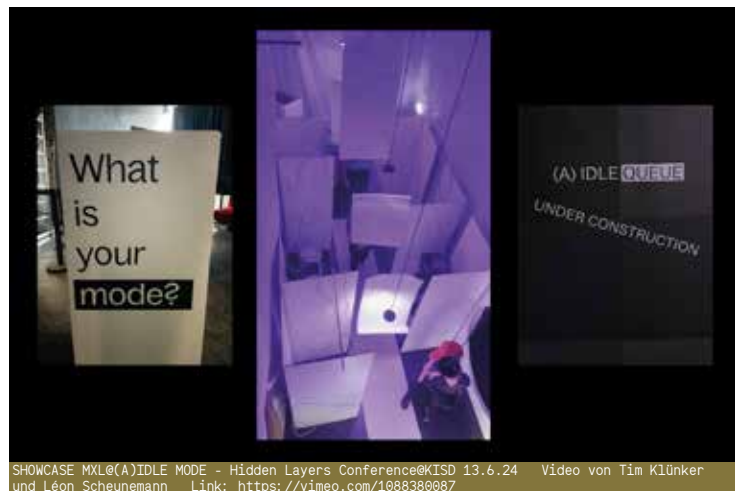 What
is
your
mode?
(A) IDLE QUEUE
UNDER CONSTRUCTION
SHOWCASE MXL@(A)IDLE MODE - Hidden Layers Conference@KISD 13.6.24 Video von Tim Klünker
und Léon Scheunemann Link: https://vimeo.com/1088380087